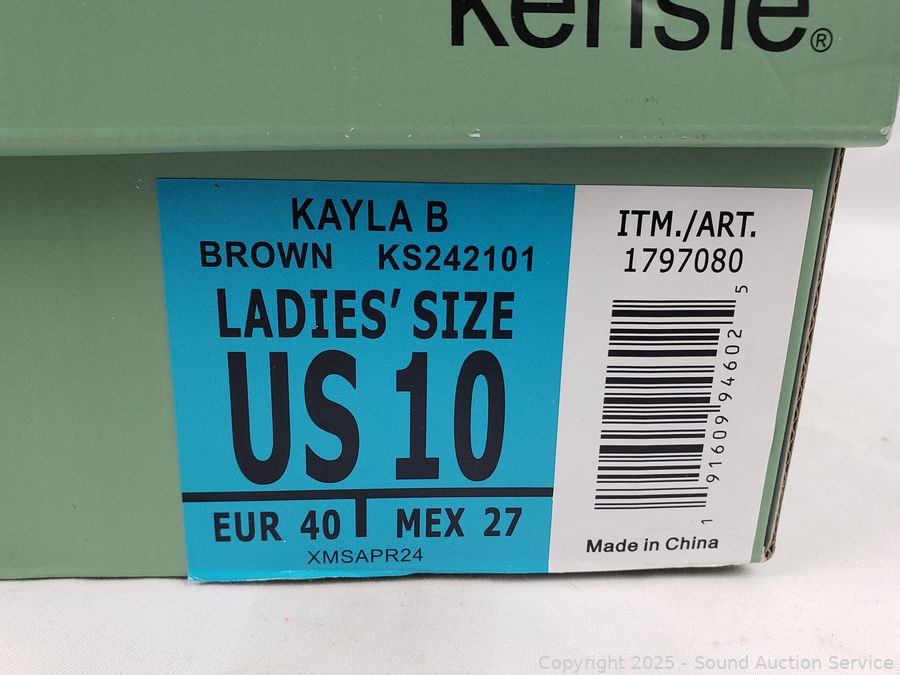 kensie®
KAYLA B
BROWN KS242101
LADIES' SIZE
US 10
EUR 40 MEX 27
XMSAPR24
ITM./ART.
1797080
1 91609 94602 5
Made in China
Copyright 2025 - Sound Auction Service